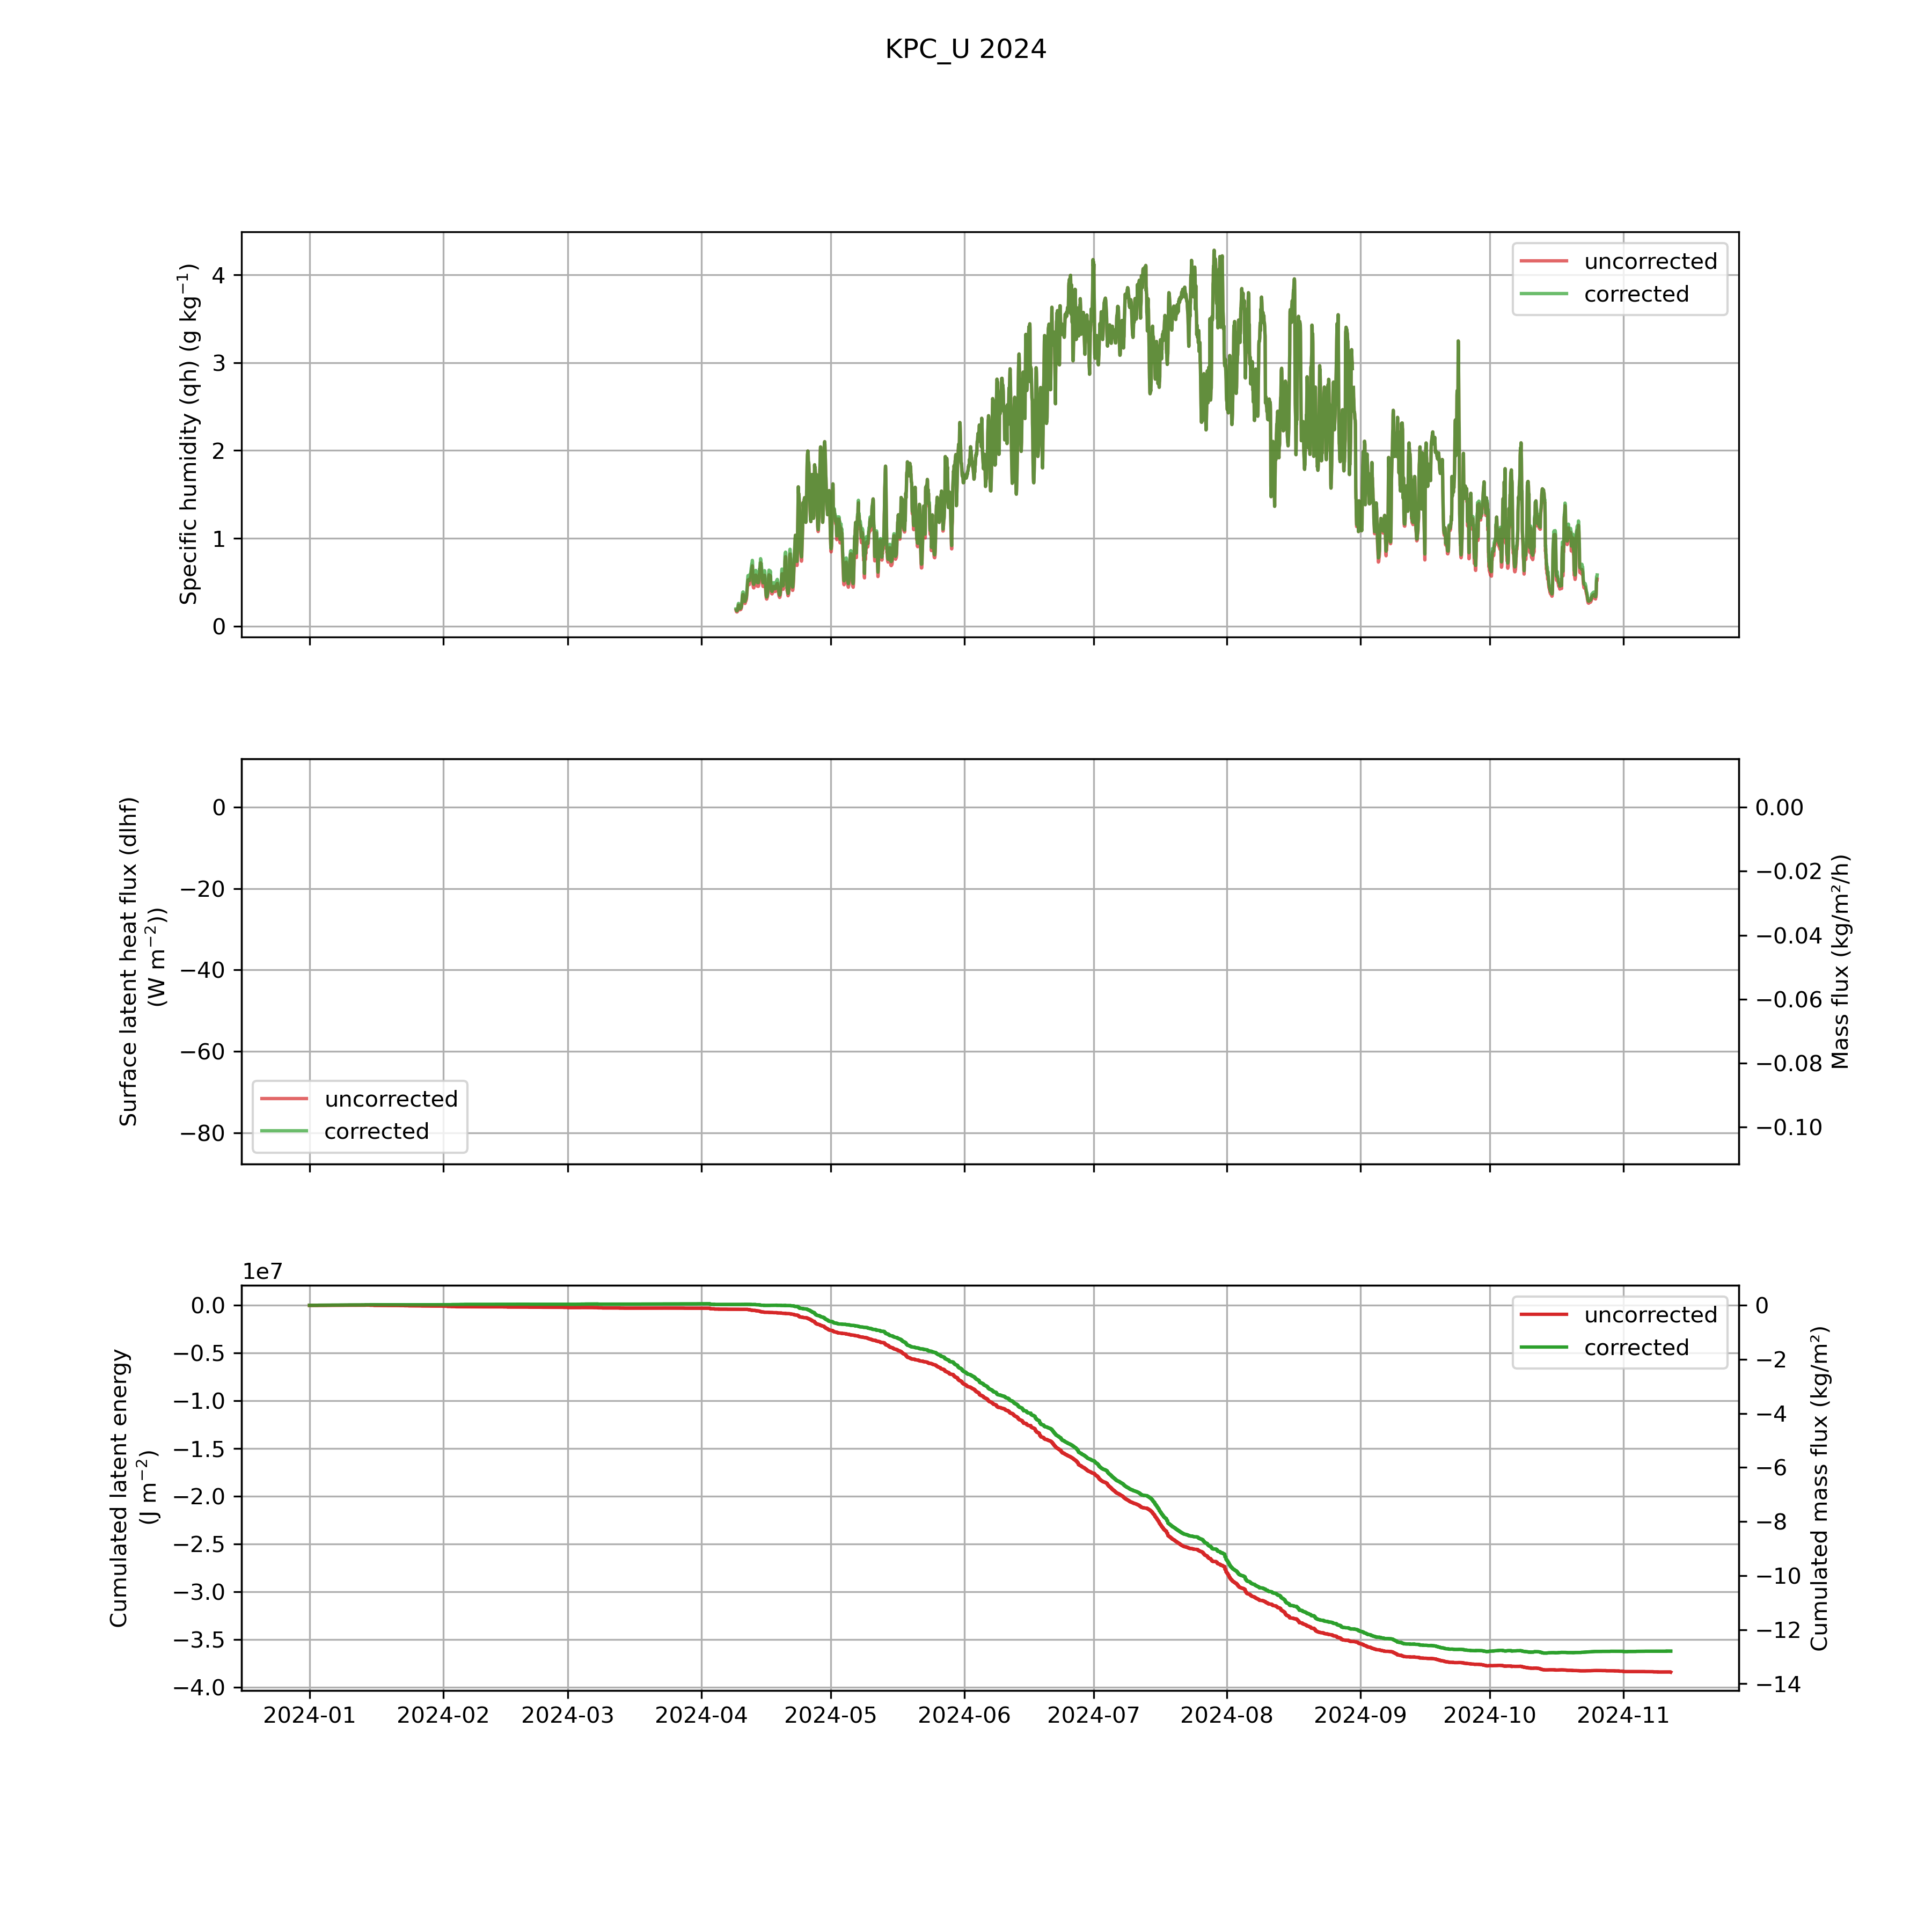 KPC_U 2024
Specific humidity (qh) (g kg⁻¹)
4
3
2
1
0
uncorrected
corrected
Surface latent heat flux (dlhf)
(W m⁻²))
0
−20
−40
−60
−80
uncorrected
corrected
0.00
−0.02
−0.04
−0.06
−0.08
−0.10
Mass flux (kg/m²/h)
1e7
Cumulated latent energy
(J m⁻²)
0.0
−0.5
−1.0
−1.5
−2.0
−2.5
−3.0
−3.5
−4.0
uncorrected
corrected
0
−2
−4
−6
−8
−10
−12
−14
Cumulated mass flux (kg/m²)
2024-01 2024-02 2024-03 2024-04 2024-05 2024-06 2024-07 2024-08 2024-09 2024-10 2024-11